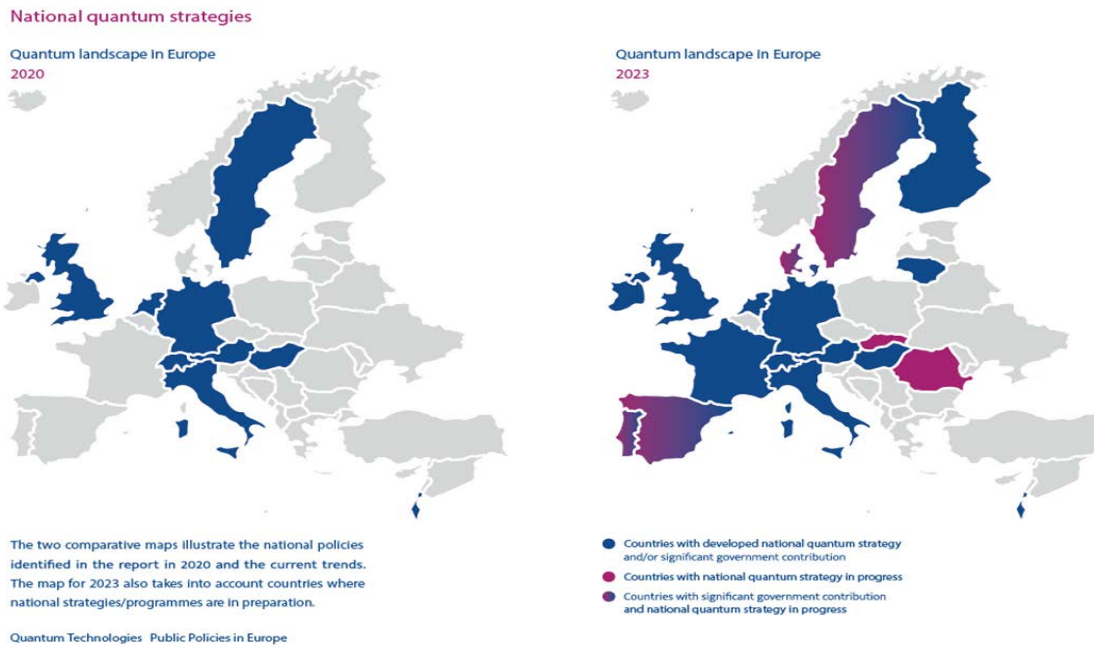 National quantum strategies
Quantum landscape in Europe
2020
Quantum landscape in Europe
2023
The two comparative maps illustrate the national policies
identified in the report in 2020 and the current trends.
The map for 2023 also takes into account countries where
national strategies/programmes are in preparation.
Quantum Technologies Public Policies in Europe
Countries with developed national quantum strategy
and/or significant government contribution
Countries with national quantum strategy in progress
Countries with significant government contribution
and national quantum strategy in progress